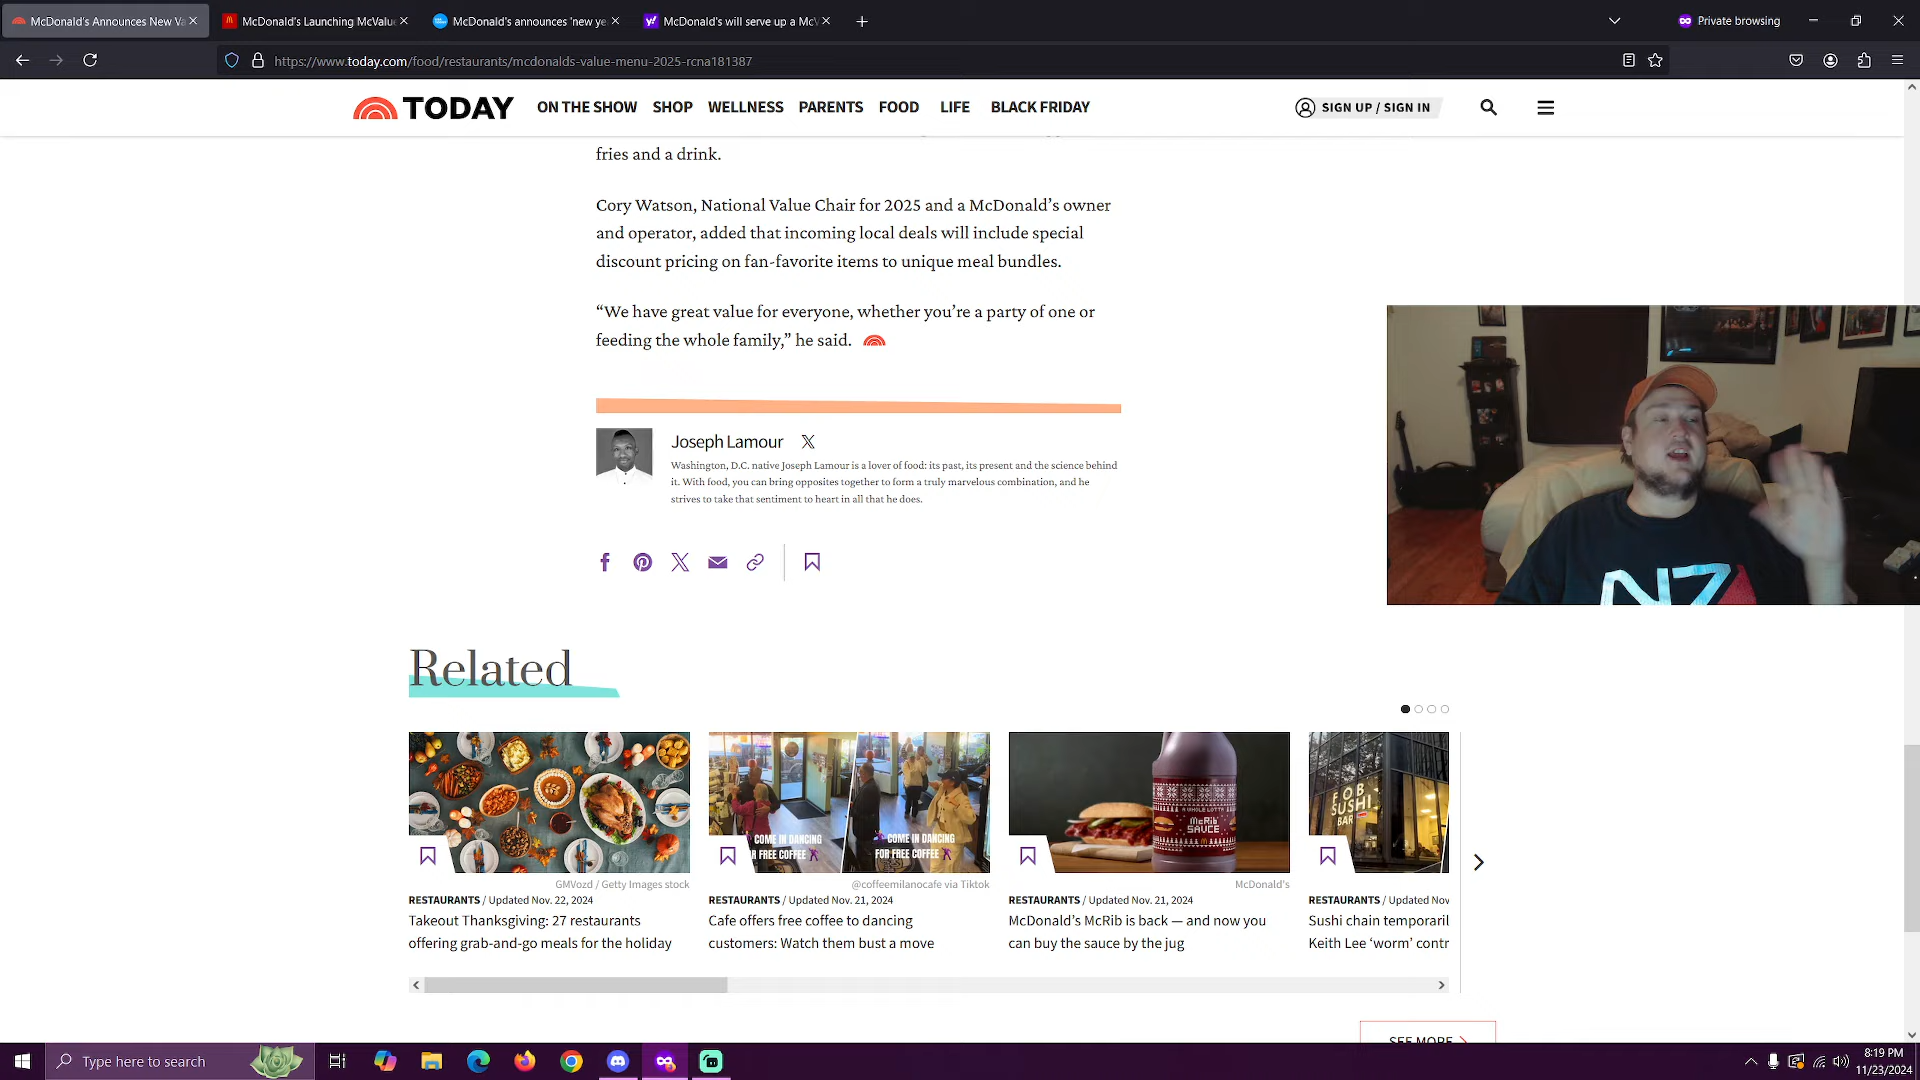 McDonald's Announces New Va
McDonald's Launching McValue
McDonald's announces 'new ye
McDonald's will serve up a McV
Private browsing
https://www.today.com/food/restaurants/mcdonalds-value-menu-2025-rcna181387
TODAY
ON THE SHOW
SHOP
WELLNESS
PARENTS
FOOD
LIFE
BLACK FRIDAY
SIGN UP / SIGN IN
fries and a drink.
Cory Watson, National Value Chair for 2025 and a McDonald’s owner
and operator, added that incoming local deals will include special
discount pricing on fan-favorite items to unique meal bundles.
“We have great value for everyone, whether you’re a party of one or
feeding the whole family,” he said.
N7
Joseph Lamour
Washington, D.C. native Joseph Lamour is a lover of food: its past, its present and the science behind
it. With food, you can bring opposites together to form a truly marvelous combination, and he
strives to take that sentiment to heart in all that he does.
Related
COME IN DANCING
R FREE COFFEE
COME IN DANCING
FOR FREE COFFEE
A WHOLE LOTTA
McRib
SAUCE
FOB
SUSHI
BAR
GMVozd / Getty Images stock
@coffeemilanocafe via Tiktok
McDonald's
RESTAURANTS / Updated Nov. 22, 2024
Takeout Thanksgiving: 27 restaurants
offering grab-and-go meals for the holiday
RESTAURANTS / Updated Nov. 21, 2024
Cafe offers free coffee to dancing
customers: Watch them bust a move
RESTAURANTS / Updated Nov. 21, 2024
McDonald’s McRib is back — and now you
can buy the sauce by the jug
RESTAURANTS / Updated Nov
Sushi chain temporaril
Keith Lee ‘worm’ contr
SEE MORE
Type here to search
8:19 PM
11/23/2024